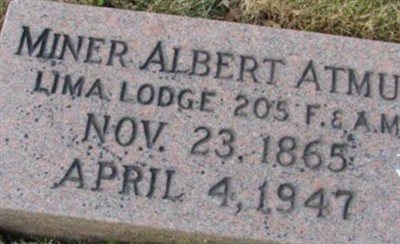 MINER ALBERT ATMU
LIMA LODGE 205 F. & A. M
NOV. 23. 1865
APRIL 4, 1947